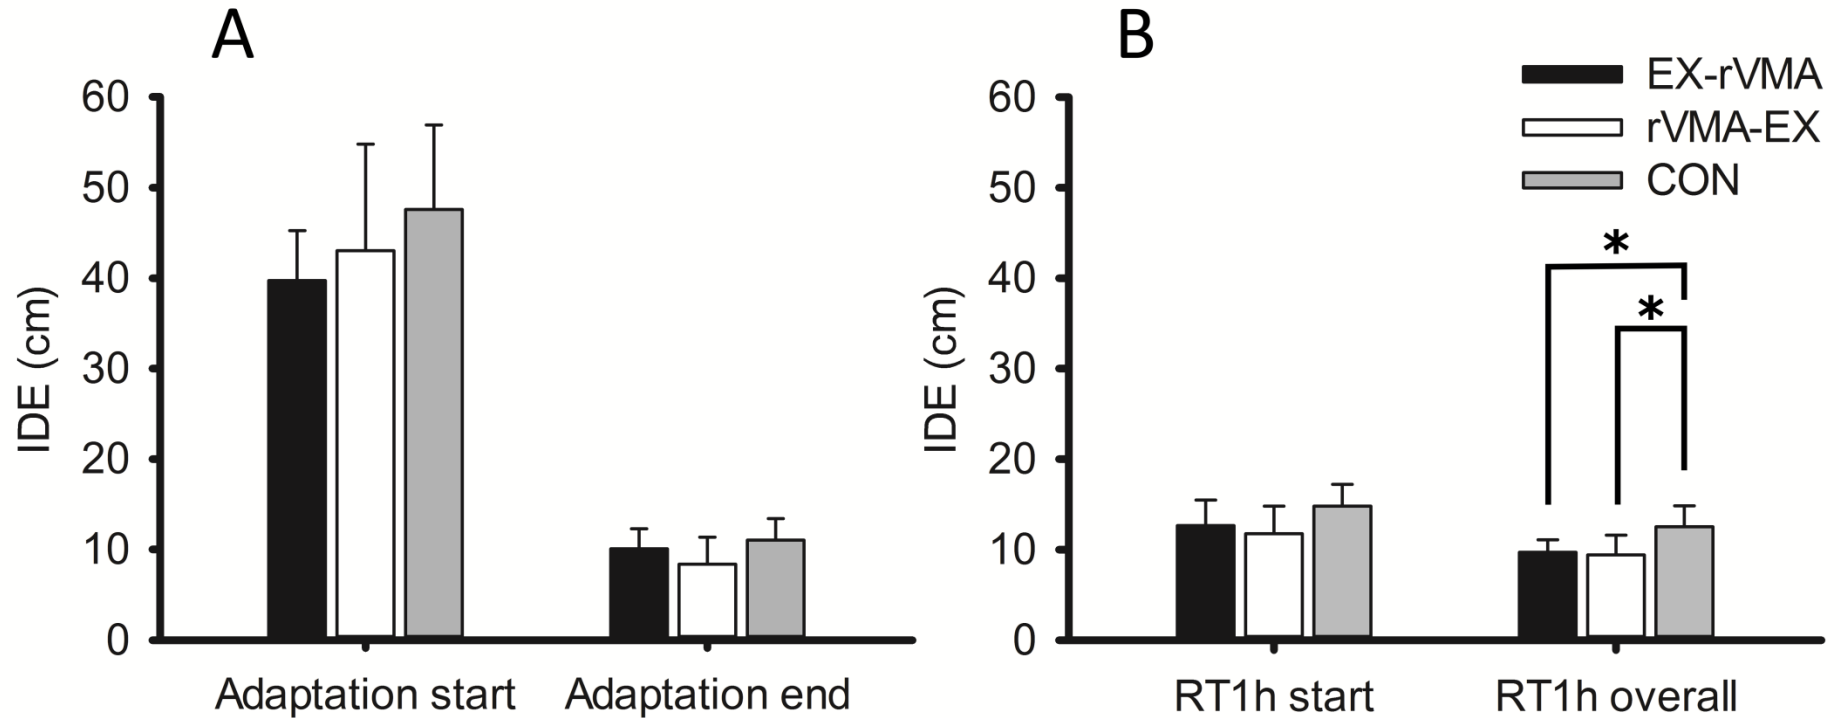 A
IDE (cm)
60
50
40
30
20
10
0
Adaptation start
Adaptation end
B
EX-rVMA
rVMA-EX
CON
IDE (cm)
60
50
40
30
20
10
0
*
*
RT1h start
RT1h overall